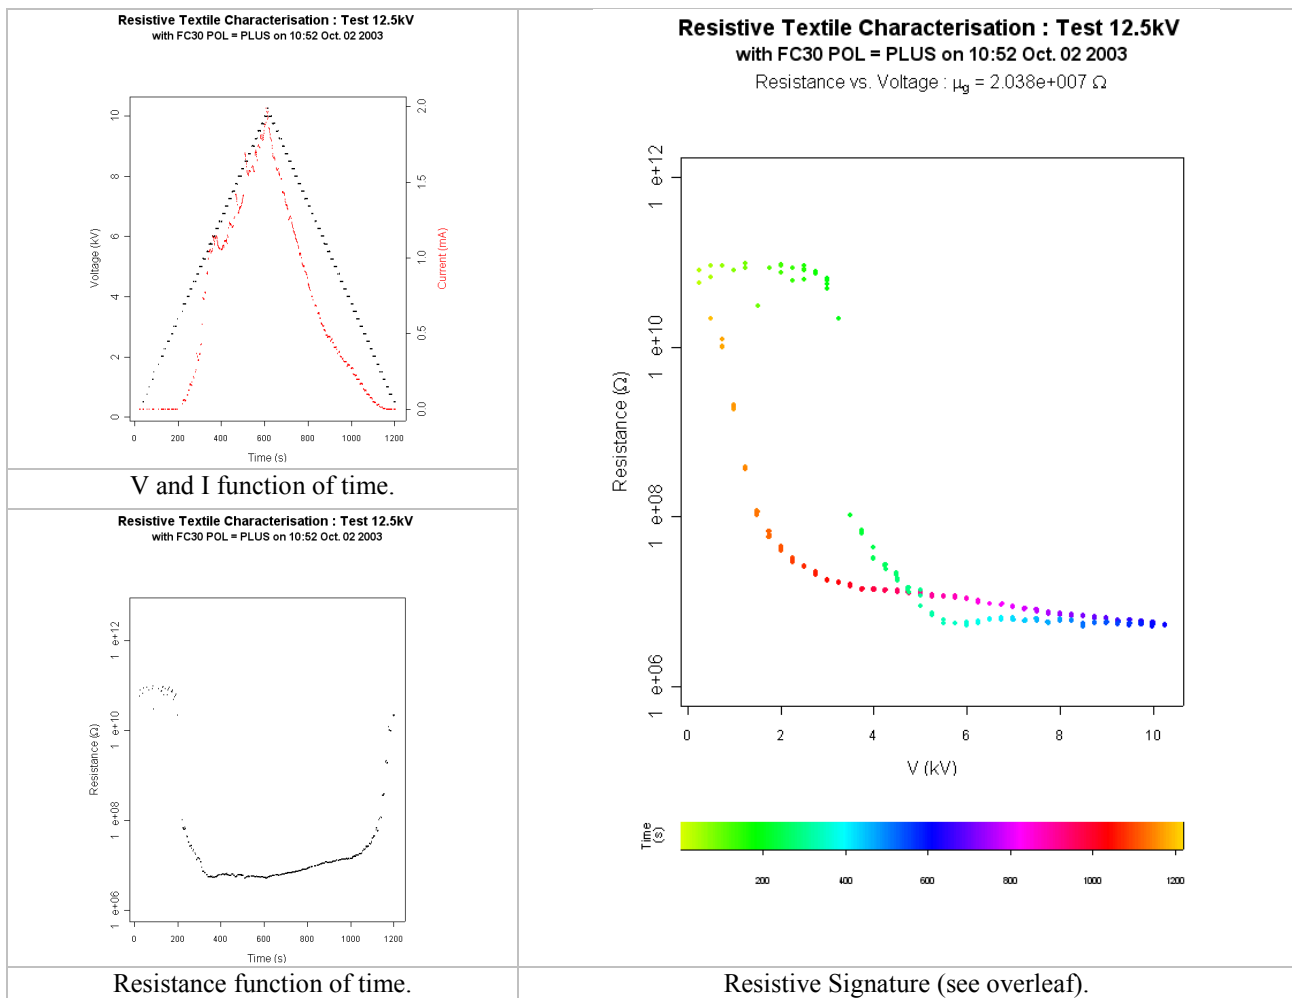 Resistive Textile Characterisation : Test 12.5kV
with FC30 POL = PLUS on 10:52 Oct. 02 2003
Voltage (kV)
0 2 4 6 8 10
Current (mA)
0.0 0.5 1.0 1.5 2.0
0 200 400 600 800 1000 1200
Time (s)
V and I function of time.
Resistive Textile Characterisation : Test 12.5kV
with FC30 POL = PLUS on 10:52 Oct. 02 2003
Resistance (Ω)
1 e+06 1 e+08 1 e+10 1 e+12
0 200 400 600 800 1000 1200
Time (s)
Resistance function of time.
Resistive Textile Characterisation : Test 12.5kV
with FC30 POL = PLUS on 10:52 Oct. 02 2003
Resistance vs. Voltage : μg = 2.038e+007 Ω
Resistance (Ω)
1 e+06 1 e+08 1 e+10 1 e+12
0 2 4 6 8 10
V (kV)
Time
(s)
200 400 600 800 1000 1200
Resistive Signature (see overleaf).